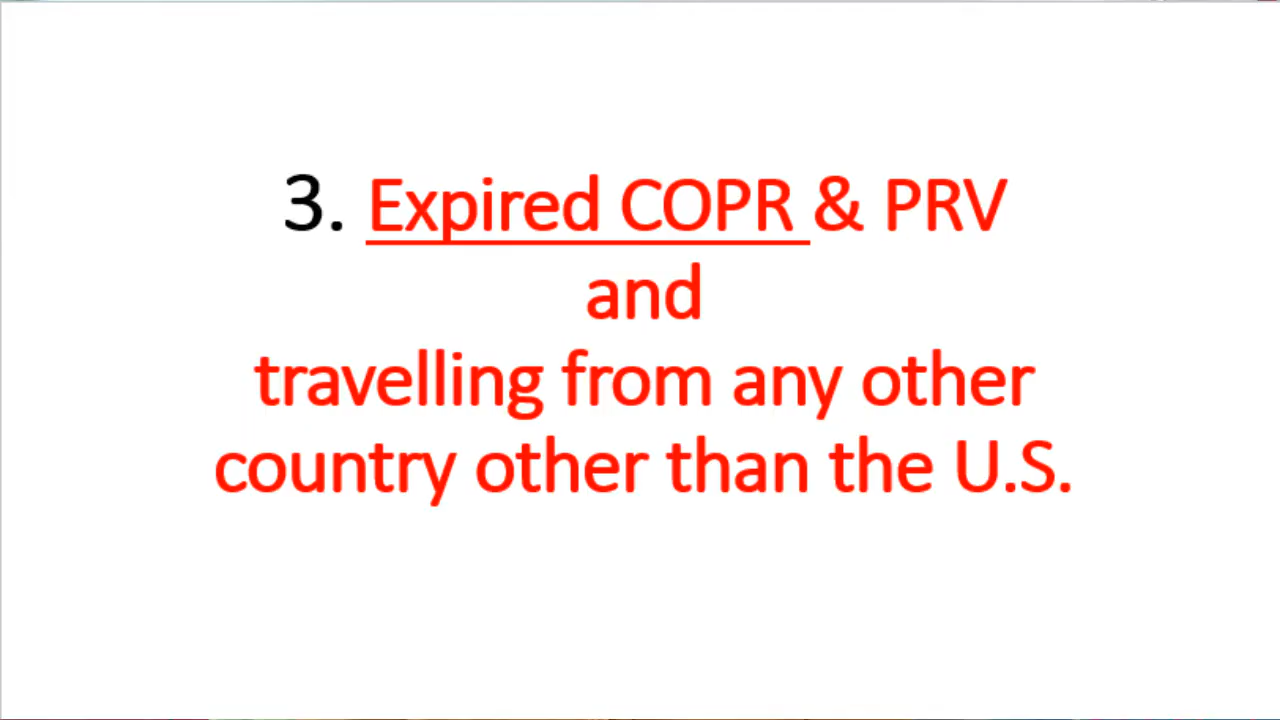 3. Expired COPR & PRV
and
travelling from any other
country other than the U.S.